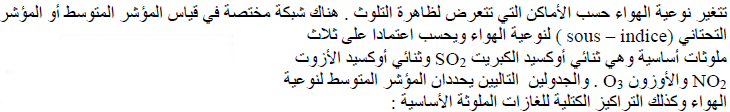 تتغير نوعية الهواء حسب الأماكن التي تتعرض لظاهرة التلوث . هناك شبكة مختصة في قياس المؤشر المتوسط أو المؤشر
التحتاني (sous – indice ) لنوعية الهواء ويحسب اعتمادا على ثلاث
ملوثات أساسية وهي ثنائي أوكسيد الكبريت SO2 وثنائي أوكسيد الأزوت
NO2 والأوزون O3 . والجدولين التاليين يحددان المؤشر المتوسط لنوعية
الهواء وكذلك التراكيز الكتلية للغازات الملوثة الأساسية :